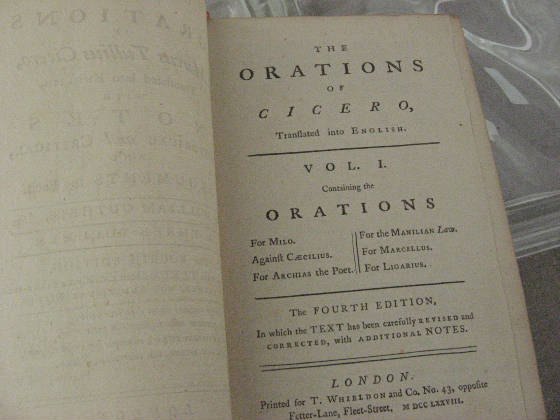 THE
ORATIONS
OF
CICERO,
Tranſlated into ENGLISH.
VOL. I.
Containing the
ORATIONS
For MILO.
Againſt CÆCILIUS.
For ARCHIAS the Poet.
For the MANILIAN Law.
For MARCELLUS.
For LIGARIUS.
The FOURTH EDITION,
In which the TEXT has been carefully REVISED and
CORRECTED, with ADDITIONAL NOTES.
LONDON.
Printed for T. WHIELDON and Co. No. 43, oppoſite
Fetter-Lane, Fleet-Street, M DCC LXXVIII.